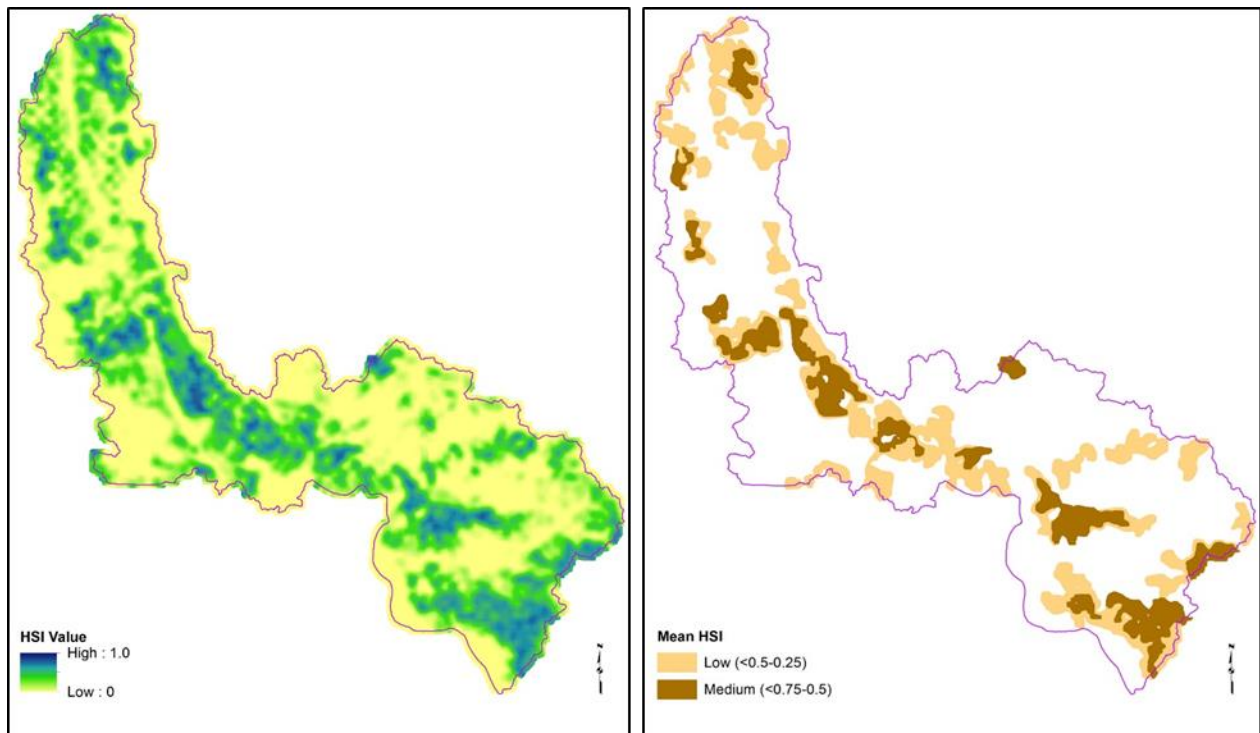 HSI Value
High : 1.0
Low : 0
N
Mean HSI
Low (<0.5-0.25)
Medium (<0.75-0.5)
N